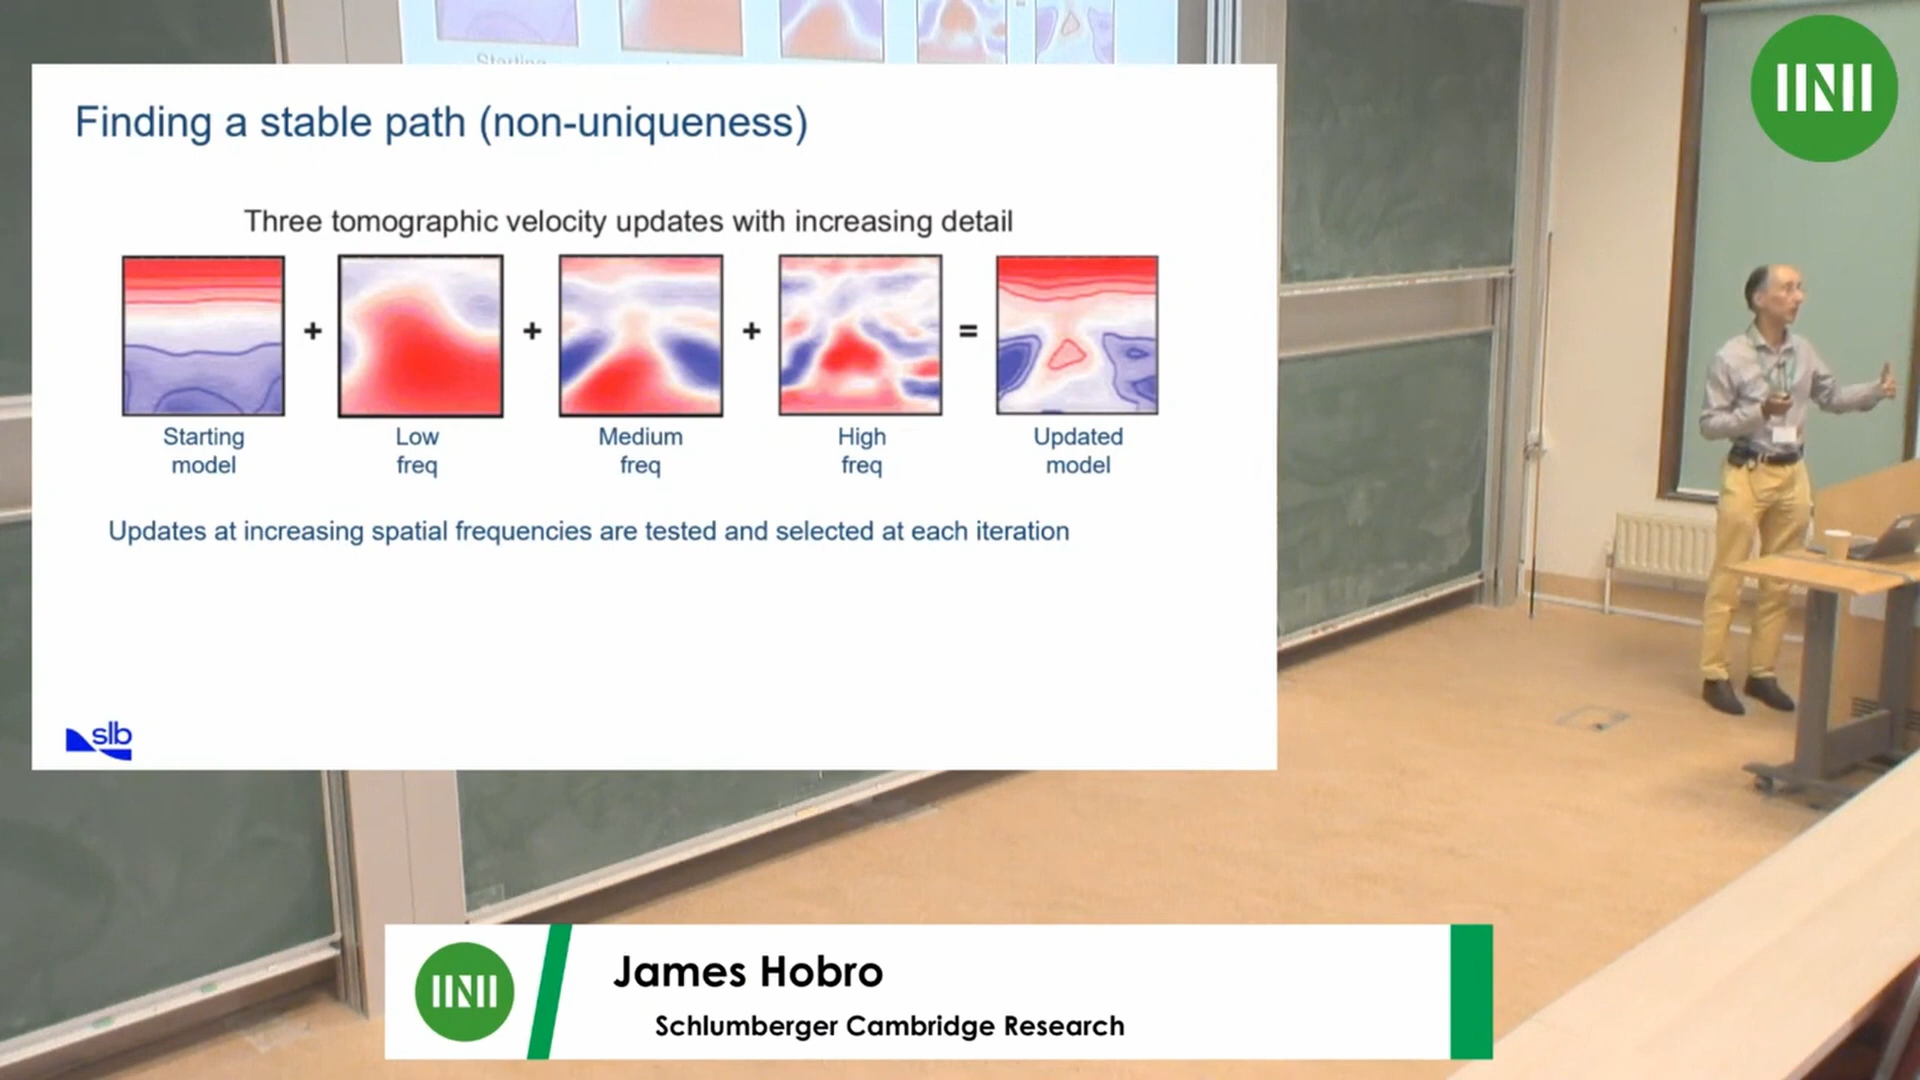 Starting
Finding a stable path (non-uniqueness)
Three tomographic velocity updates with increasing detail
+ + + =
Starting
model
Low
freq
Medium
freq
High
freq
Updated
model
Updates at increasing spatial frequencies are tested and selected at each iteration
slb
James Hobro
Schlumberger Cambridge Research